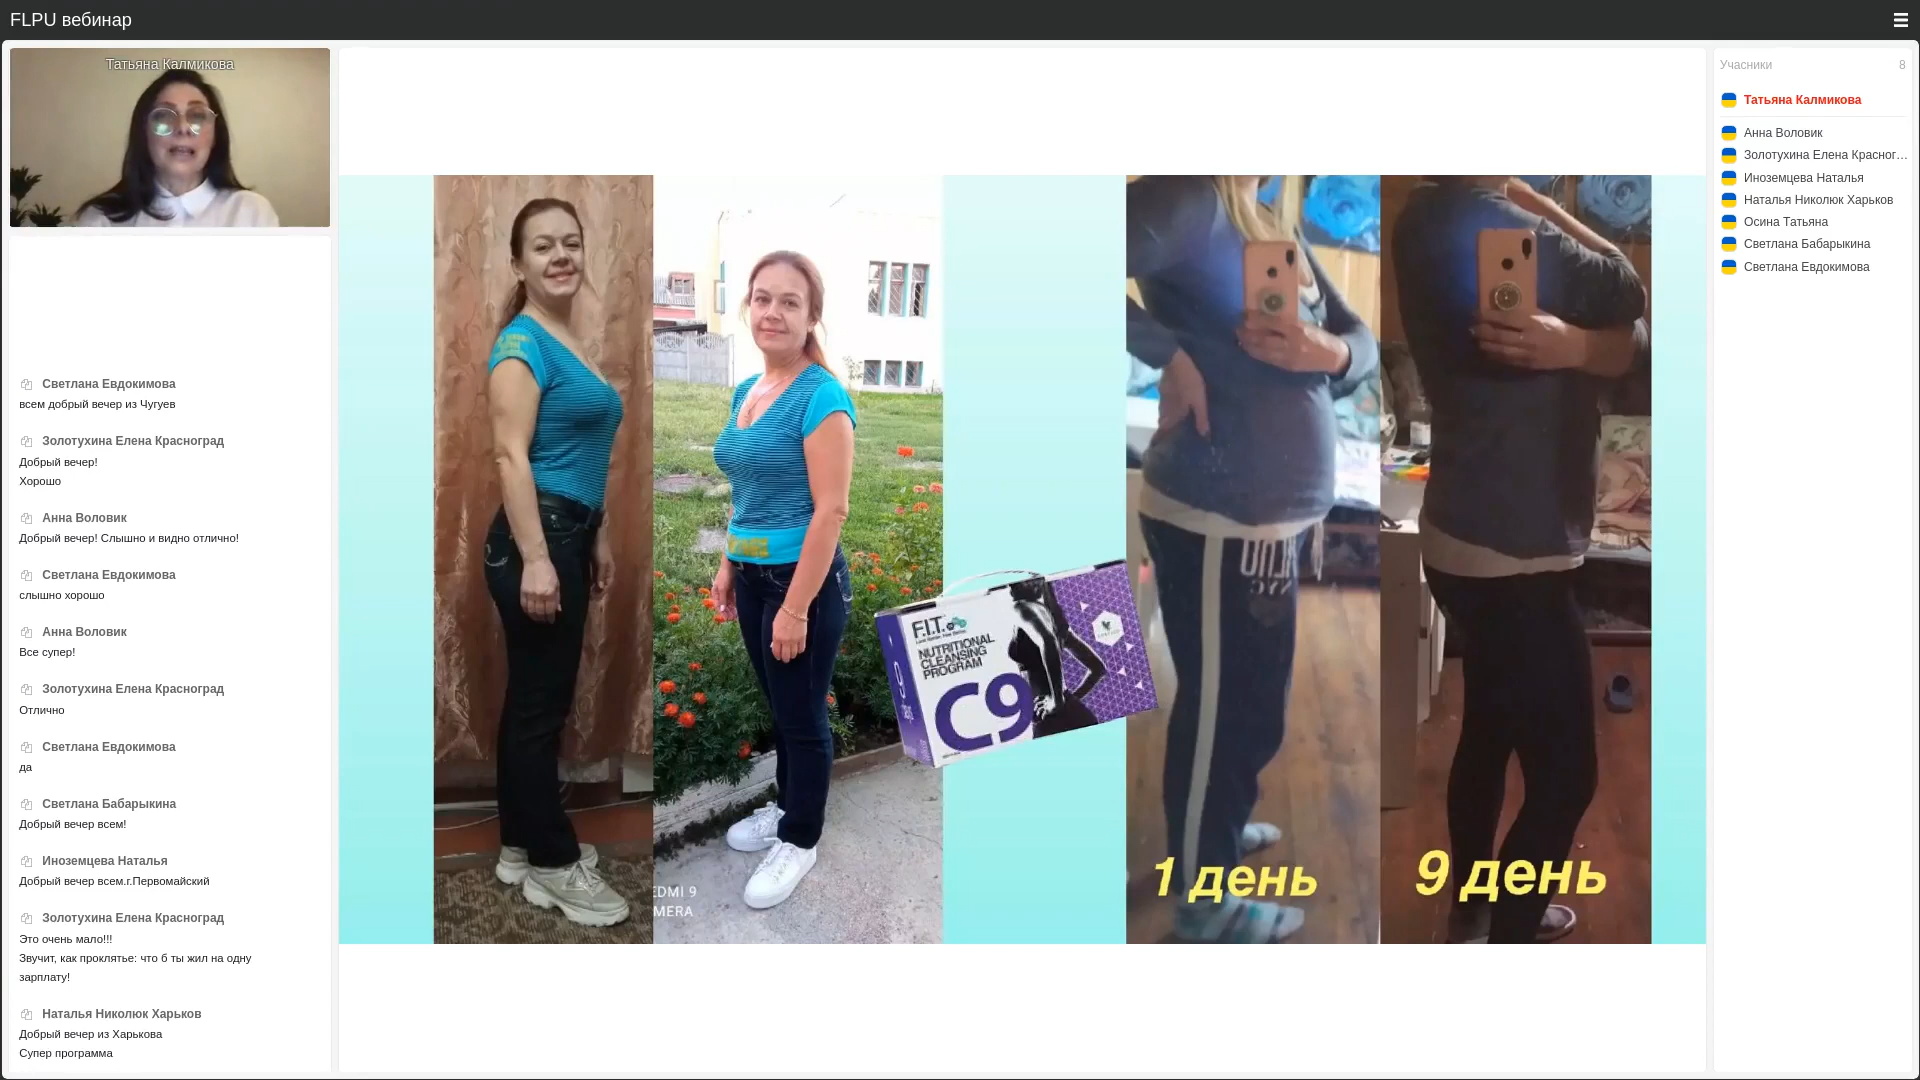 FLPU вебинар
Татьяна Калмикова
Светлана Евдокимова
всем добрый вечер из Чугуев
Золотухина Елена Красноград
Добрый вечер!
Хорошо
Анна Воловик
Добрый вечер! Слышно и видно отлично!
Светлана Евдокимова
слышно хорошо
Анна Воловик
Все супер!
Золотухина Елена Красноград
Отлично
Светлана Евдокимова
да
Светлана Бабарыкина
Добрый вечер всем!
Иноземцева Наталья
Добрый вечер всем.г.Первомайский
Золотухина Елена Красноград
Это очень мало!!!
Звучит, как проклятье: что б ты жил на одну
зарплату!
Наталья Николюк Харьков
Добрый вечер из Харькова
Супер программа
EDMI 9
MERA
F.I.T.
NUTRITIONAL
CLEANSING
PROGRAM
C9
1 день
9 день
Учасники 8
Татьяна Калмикова
Анна Воловик
Золотухина Елена Красног...
Иноземцева Наталья
Наталья Николюк Харьков
Осина Татьяна
Светлана Бабарыкина
Светлана Евдокимова